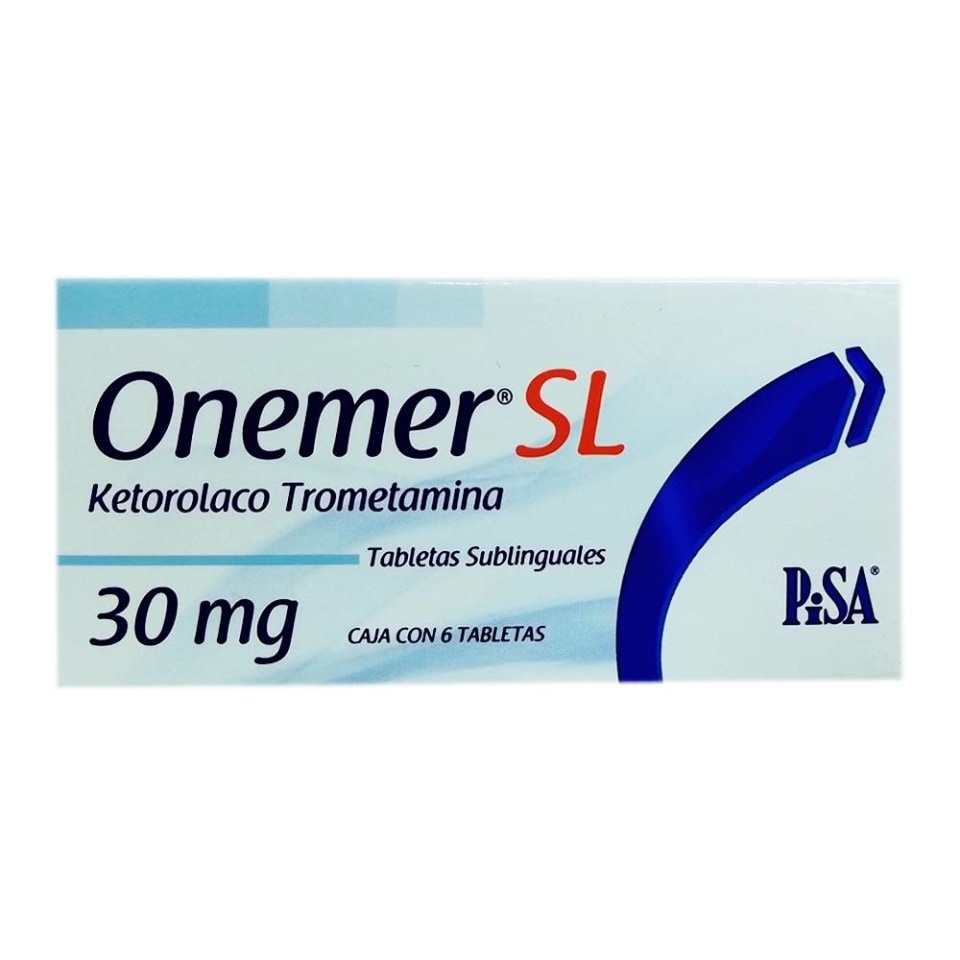 Onemer® SL
Ketorolaco Trometamina
Tabletas Sublinguales
30 mg
CAJA CON 6 TABLETAS
PiSA®